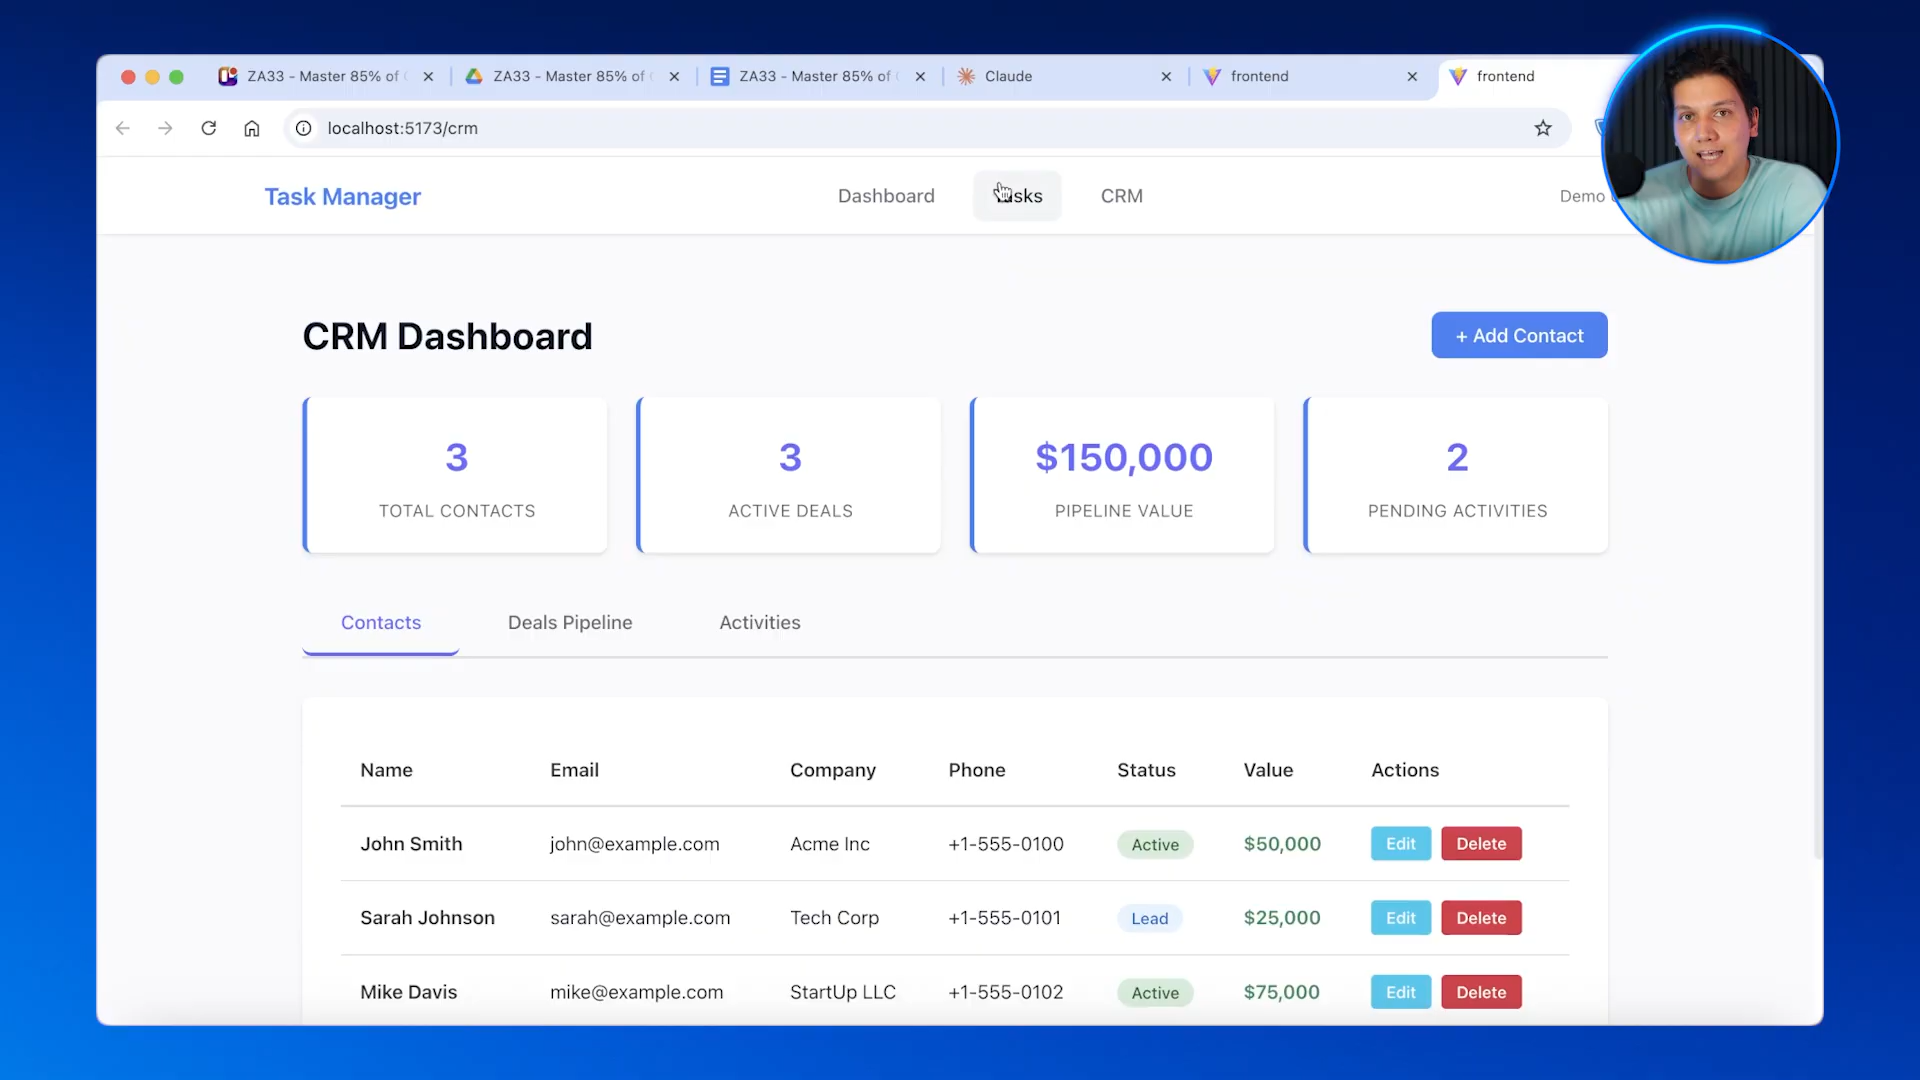 ZA33 - Master 85% of
ZA33 - Master 85% of
ZA33 - Master 85% of
Claude
frontend
frontend
localhost:5173/crm
Task Manager
Dashboard
CRM
Demo
CRM Dashboard
+ Add Contact
3
TOTAL CONTACTS
3
ACTIVE DEALS
$150,000
PIPELINE VALUE
2
PENDING ACTIVITIES
Contacts
Deals Pipeline
Activities
Name Email Company Phone Status Value Actions
John Smith john@example.com Acme Inc +1-555-0100 Active $50,000 Edit Delete
Sarah Johnson sarah@example.com Tech Corp +1-555-0101 Lead $25,000 Edit Delete
Mike Davis mike@example.com StartUp LLC +1-555-0102 Active $75,000 Edit Delete